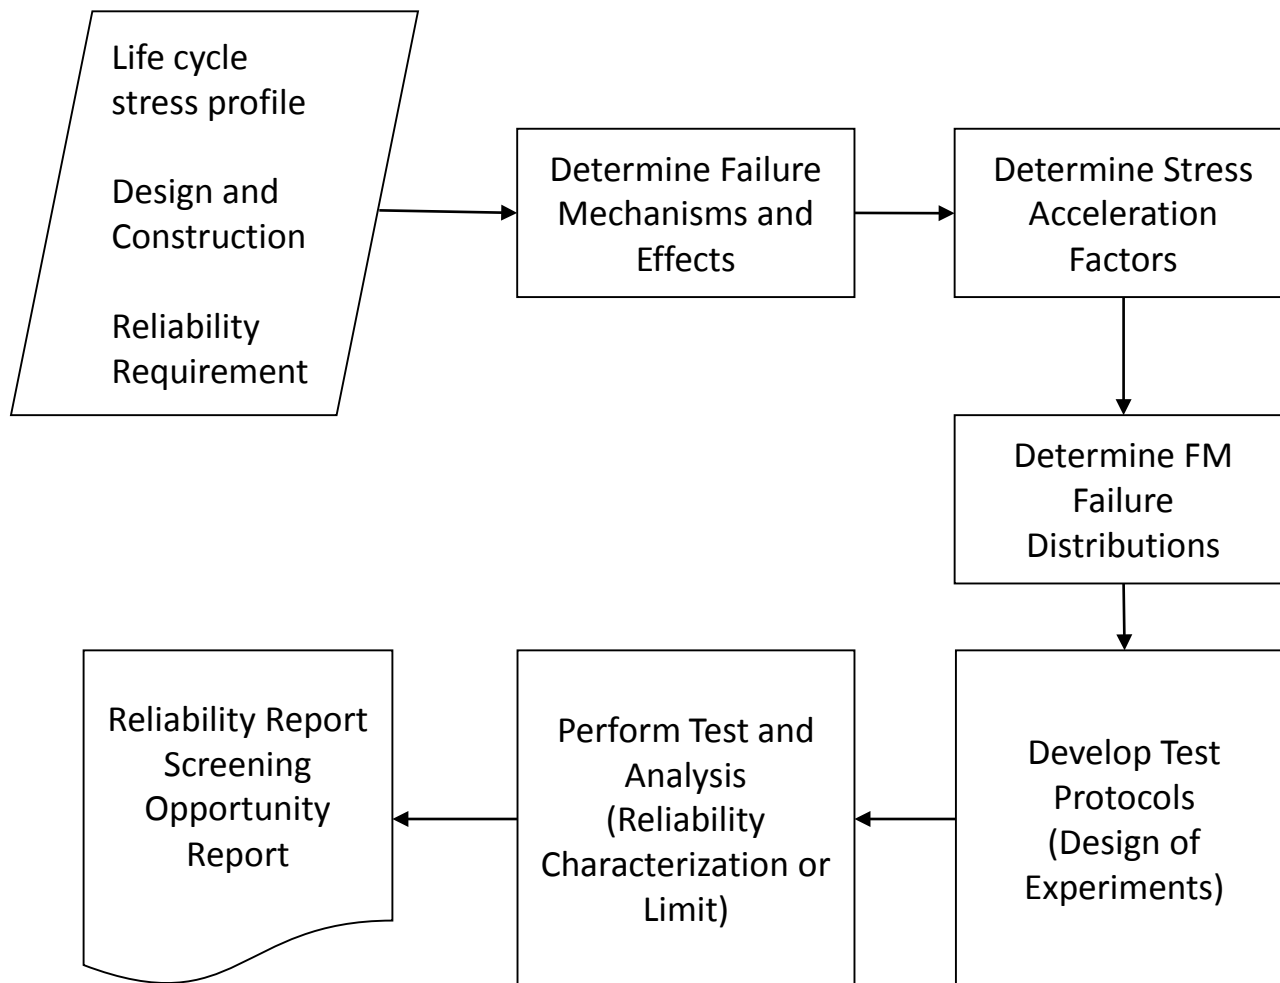 Life cycle
stress profile
Design and
Construction
Reliability
Requirement
Determine Failure
Mechanisms and
Effects
Determine Stress
Acceleration
Factors
Determine FM
Failure
Distributions
Develop Test
Protocols
(Design of
Experiments)
Perform Test and
Analysis
(Reliability
Characterization or
Limit)
Reliability Report
Screening
Opportunity
Report